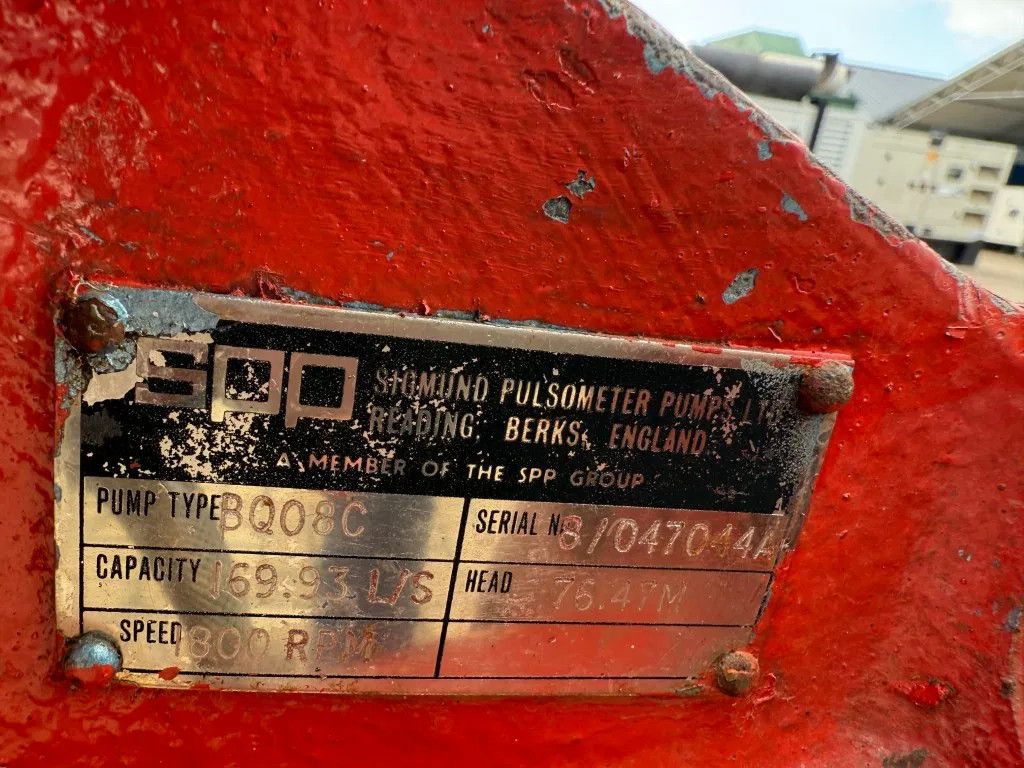 spp
SIGMUND PULSOMETER PUMPS
READING, BERKS, ENGLAND
A MEMBER OF THE SPP GROUP
PUMP TYPE BQ08C
SERIAL No 8/047044A
CAPACITY 169.93 L/S
HEAD 76.47M
SPEED 1800 RPM